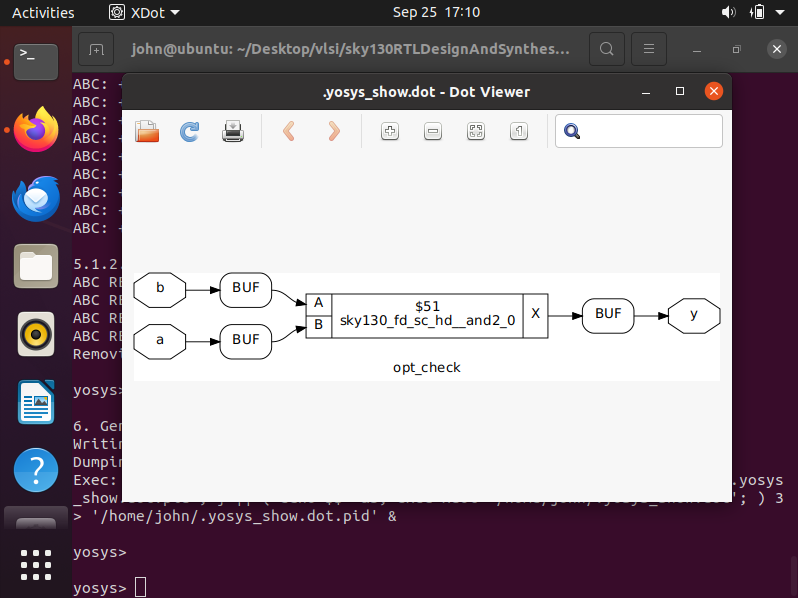 Activities XDot Sep 25 17:10
john@ubuntu: ~/Desktop/vlsi/sky130RTLDesignAndSynthes...
.yosys_show.dot - Dot Viewer
ABC: +
ABC: +
ABC: +
ABC: +
ABC: +
ABC: +
ABC: +
ABC: +
ABC: +
b BUF A $51 X BUF y
a BUF B sky130_fd_sc_hd__and2_0
opt_check
5.1.2.
ABC RE
ABC RE
ABC RE
ABC RE
Removi
yosys>
6. Gen
Writin
Dumpin
Exec: .yosys
_show 3
> '/home/john/.yosys_show.dot.pid' &
yosys>
yosys>